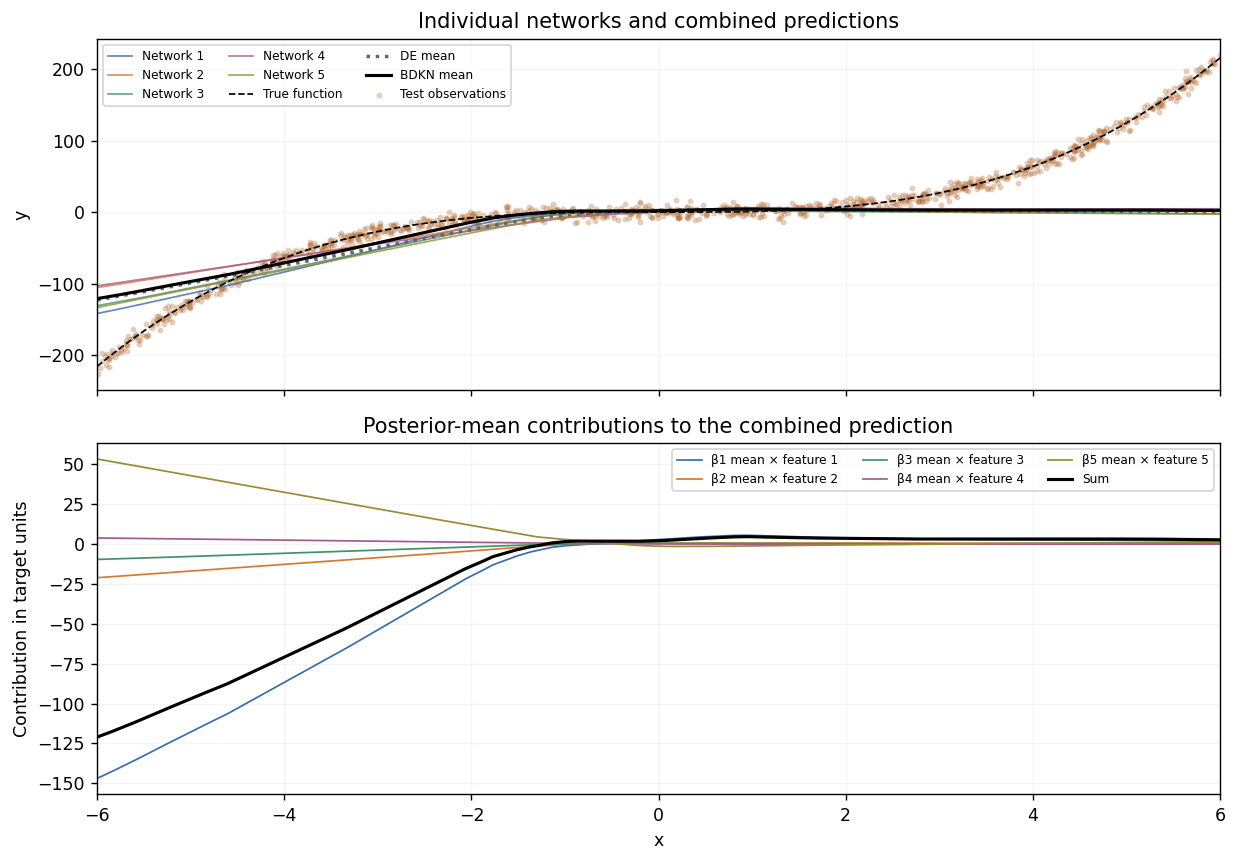 Individual networks and combined predictions
Network 1
Network 2
Network 3
Network 4
Network 5
True function
DE mean
BDKN mean
Test observations
200
100
0
−100
−200
y
Posterior-mean contributions to the combined prediction
β1 mean × feature 1
β2 mean × feature 2
β3 mean × feature 3
β4 mean × feature 4
β5 mean × feature 5
Sum
50
25
0
−25
−50
−75
−100
−125
−150
Contribution in target units
−6
−4
−2
0
2
4
6
x